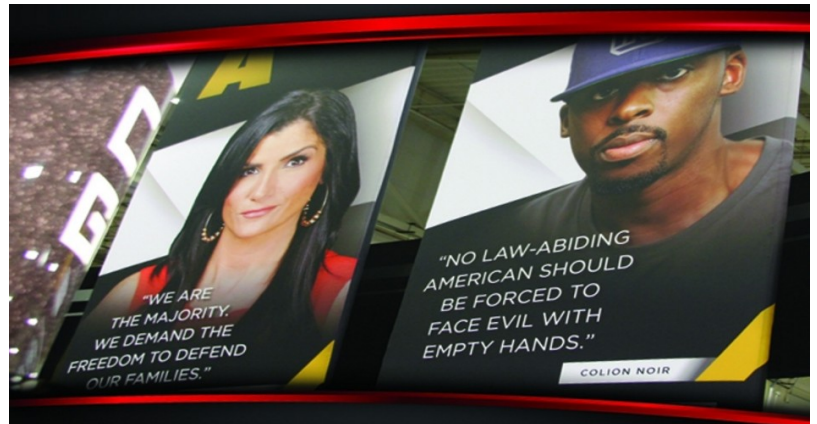 A
"WE ARE
THE MAJORITY.
WE DEMAND THE
FREEDOM TO DEFEND
OUR FAMILIES."
"NO LAW-ABIDING
AMERICAN SHOULD
BE FORCED TO
FACE EVIL WITH
EMPTY HANDS."
COLION NOIR